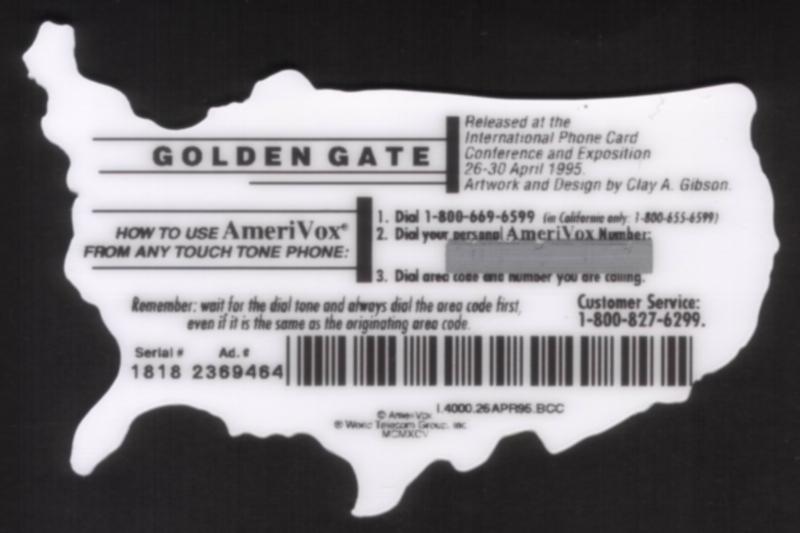 GOLDEN GATE
Released at the
International Phone Card
Conference and Exposition
26-30 April 1995.
Artwork and Design by Clay A. Gibson.
HOW TO USE AmeriVox®
FROM ANY TOUCH TONE PHONE:
1. Dial 1-800-669-6599 (in California only: 1-800-655-6599)
2. Dial your personal AmeriVox Number:
3. Dial area code and number you are calling.
Remember: wait for the dial tone and always dial the area code first,
even if it is the same as the originating area code.
Customer Service:
1-800-827-6299.
Serial # Ad. #
1818 2369464
I.4000.26APR95.BCC
© AmeriVox
® World Telecom Group, Inc.
MCMXCV